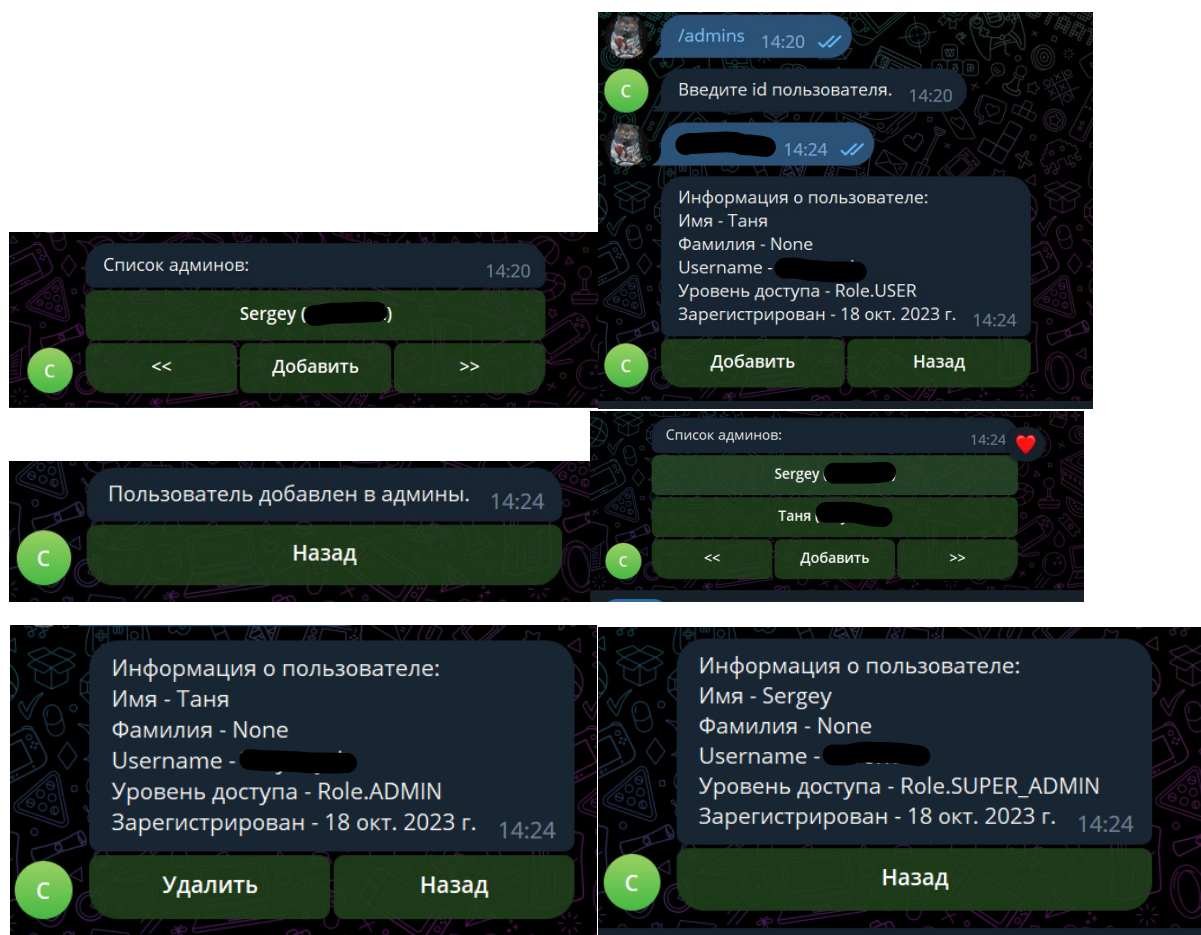 /admins 14:20
Введите id пользователя. 14:20
14:24
Информация о пользователе:
Имя - Таня
Фамилия - None
Username -
Уровень доступа - Role.USER
Зарегистрирован - 18 окт. 2023 г. 14:24
С Добавить Назад
Список админов: 14:20
Sergey ( )
<< Добавить >>
С
Пользователь добавлен в админы. 14:24
С Назад
Список админов: 14:24
Sergey (
Таня (
<< Добавить >>
С
Информация о пользователе:
Имя - Таня
Фамилия - None
Username -
Уровень доступа - Role.ADMIN
Зарегистрирован - 18 окт. 2023 г. 14:24
С Удалить Назад
Информация о пользователе:
Имя - Sergey
Фамилия - None
Username -
Уровень доступа - Role.SUPER_ADMIN
Зарегистрирован - 18 окт. 2023 г. 14:24
С Назад